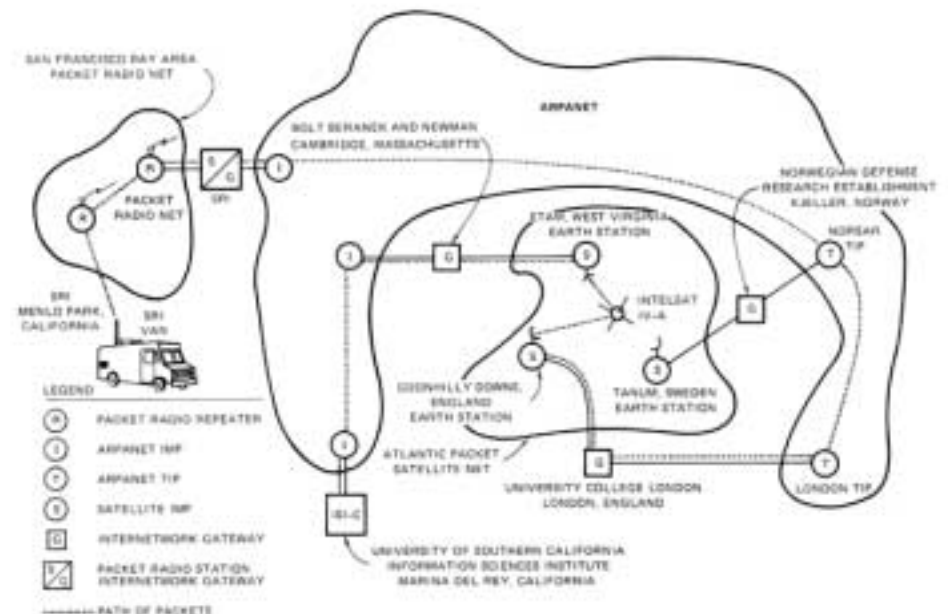 SAN FRANCISCO BAY AREA
PACKET RADIO NET
ARPANET
BOLT BERANEK AND NEWMAN
CAMBRIDGE, MASSACHUSETTS
NORWEGIAN DEFENSE
RESEARCH ESTABLISHMENT
KJELLER, NORWAY
R
S/G
I
SRI
PACKET
RADIO NET
R
ETAM, WEST VIRGINIA
EARTH STATION
NORSAR
TIP
I
G
S
T
INTELSAT
IV-A
G
SRI
MENLO PARK,
CALIFORNIA
SRI
VAN
S
S
GOONHILLY DOWNS,
ENGLAND
EARTH STATION
TANUM, SWEDEN
EARTH STATION
LEGEND
R PACKET RADIO REPEATER
I ARPANET IMP
T ARPANET TIP
S SATELLITE IMP
G INTERNETWORK GATEWAY
S/G PACKET RADIO STATION
INTERNETWORK GATEWAY
PATH OF PACKETS
I
ATLANTIC PACKET
SATELLITE NET
G
T
UNIVERSITY COLLEGE LONDON
LONDON, ENGLAND
LONDON TIP
ISI-C
UNIVERSITY OF SOUTHERN CALIFORNIA
INFORMATION SCIENCES INSTITUTE
MARINA DEL REY, CALIFORNIA